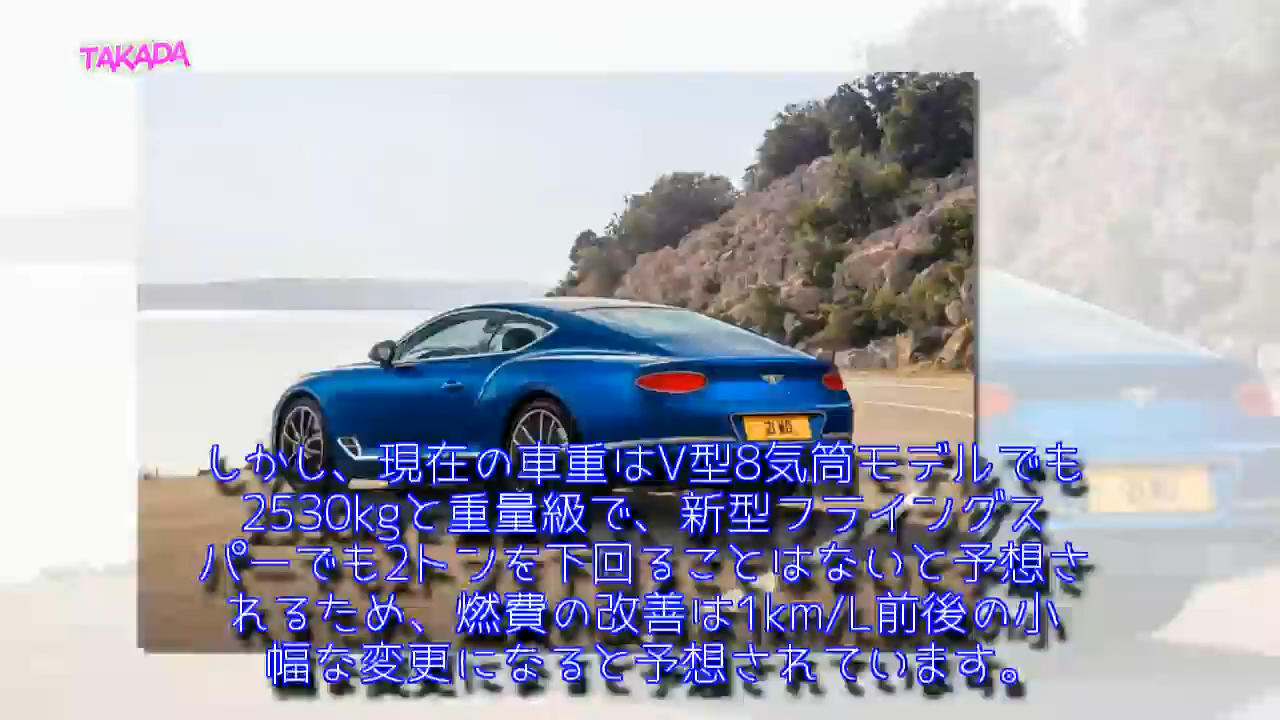 TAKADA
しかし、現在の車重はV型8気筒モデルでも
2530kgと重量級で、新型フライングス
パーでも2トンを下回ることはないと予想さ
れるため、燃費の改善は1km/L前後の小
幅な変更になると予想されています。